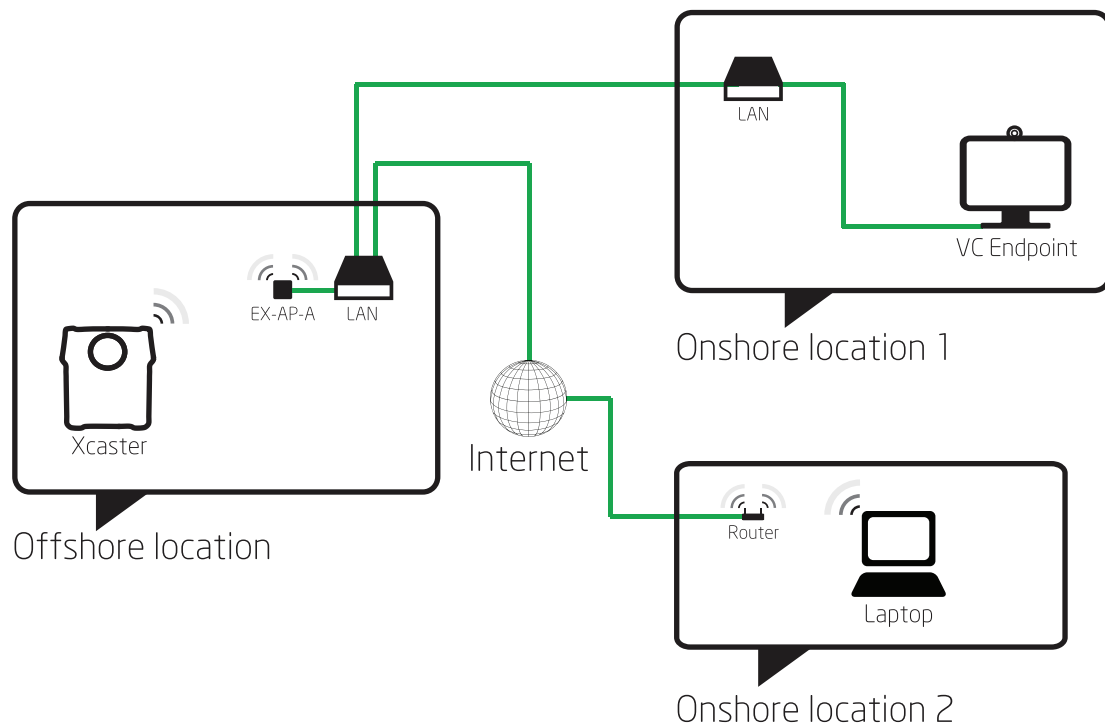 LAN
VC Endpoint
Onshore location 1
EX-AP-A
LAN
Xcaster
Offshore location
Internet
Router
Laptop
Onshore location 2